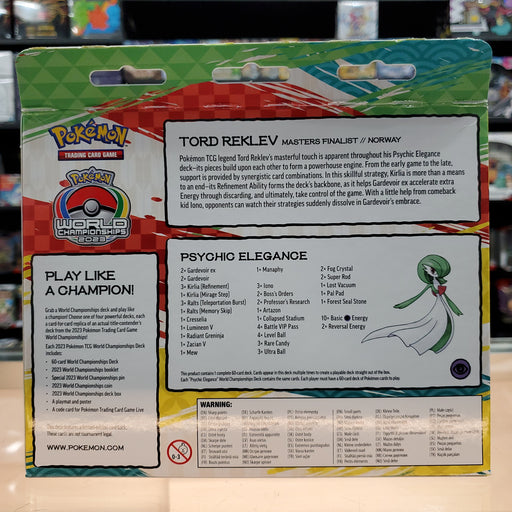 Pokémon
TRADING CARD GAME
Pokémon
WORLD
CHAMPIONSHIPS
2023
TORD REKLEV MASTERS FINALIST // NORWAY
Pokémon TCG legend Tord Reklev's masterful touch is apparent throughout his Psychic Elegance
deck–its pieces build upon each other to form a powerhouse engine. From the early game to the late,
support is provided by synergistic card combinations. In this skillful strategy, Kirlia is more than a means
to an end–its Refinement Ability forms the deck's backbone, as it helps Gardevoir ex accelerate extra
Energy through discarding, and ultimately, take control of the game. With a little help from comeback
kid Iono, opponents can watch their strategies suddenly dissolve in Gardevoir's embrace.
PLAY LIKE
A CHAMPION!
Grab a World Championships deck and play like
champion! Choose one of four powerful decks, each
a card-for-card replica of an actual title-contender's
deck from the 2023 Pokémon Trading Card Game
World Championships!
Each 2023 Pokémon TCG World Championships Deck
includes:
• 60-card World Championships Deck
• 2023 World Championships booklet
• Special 2023 World Championships pin
• 2023 World Championships coin
• 2023 World Championships deck box
• A playmat and poster
• A code card for Pokémon Trading Card Game Live
This deck features alternate-backed cards.
These cards are not tournament legal.
WWW.POKEMON.COM
PSYCHIC ELEGANCE
2× Gardevoir ex
2× Gardevoir
3× Kirlia [Refinement]
1× Kirlia [Mirage Step]
3× Ralts [Teleportation Burst]
1× Ralts [Memory Skip]
1× Cresselia
1× Lumineon V
1× Radiant Greninja
1× Zacian V
1× Mew
1× Manaphy
3× Iono
2× Boss's Orders
2× Professor's Research
1× Artazon
1× Collapsed Stadium
4× Battle VIP Pass
4× Level Ball
3× Rare Candy
3× Ultra Ball
2× Fog Crystal
2× Super Rod
1× Lost Vacuum
1× Pal Pad
1× Forest Seal Stone
10× Basic Energy
2× Reversal Energy
This product contains 1 complete 60-card deck. Cards appear in this deck multiple times to create a playable deck straight out of the box.
Each "Psychic Elegance" World Championships Deck contains the same cards. Each player must have a 60-card deck of Pokémon cards to play.
WARNING:
0-3